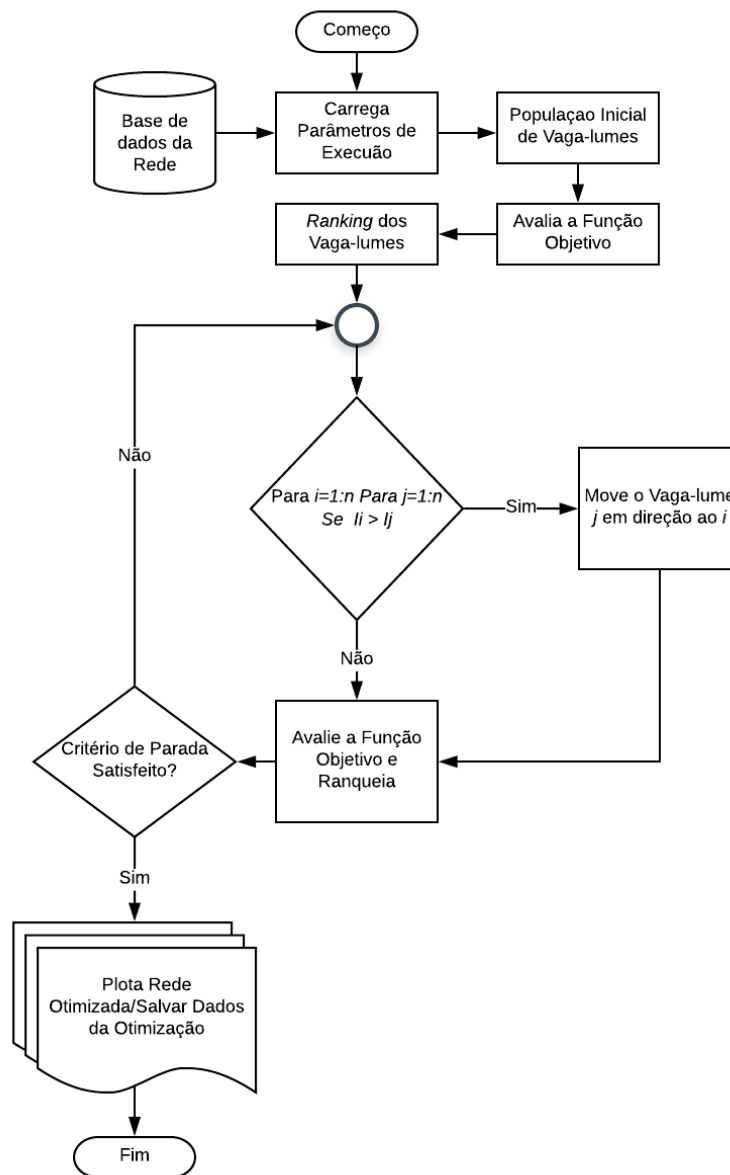 Começo
Base de
dados da
Rede
Carrega
Parâmetros de
Execuão
Populaçao Inicial
de Vaga-lumes
Ranking dos
Vaga-lumes
Avalia a Função
Objetivo
Não
Para i=1:n Para j=1:n
Se Ii > Ij
Sim
Move o Vaga-lume
j em direção ao i
Não
Critério de Parada
Satisfeito?
Avalie a Função
Objetivo e
Ranqueia
Sim
Plota Rede
Otimizada/Salvar Dados
da Otimização
Fim